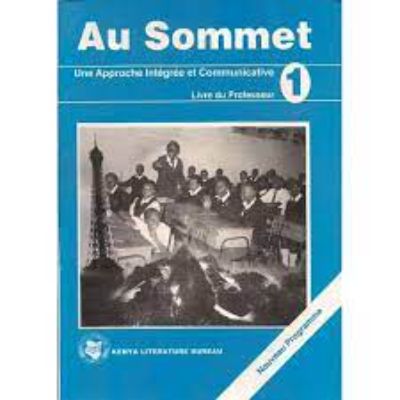 Au Sommet
Une Approche Intégrée et Communicative
1
Livre du Professeur
Nouveau Programme
KENYA LITERATURE BUREAU